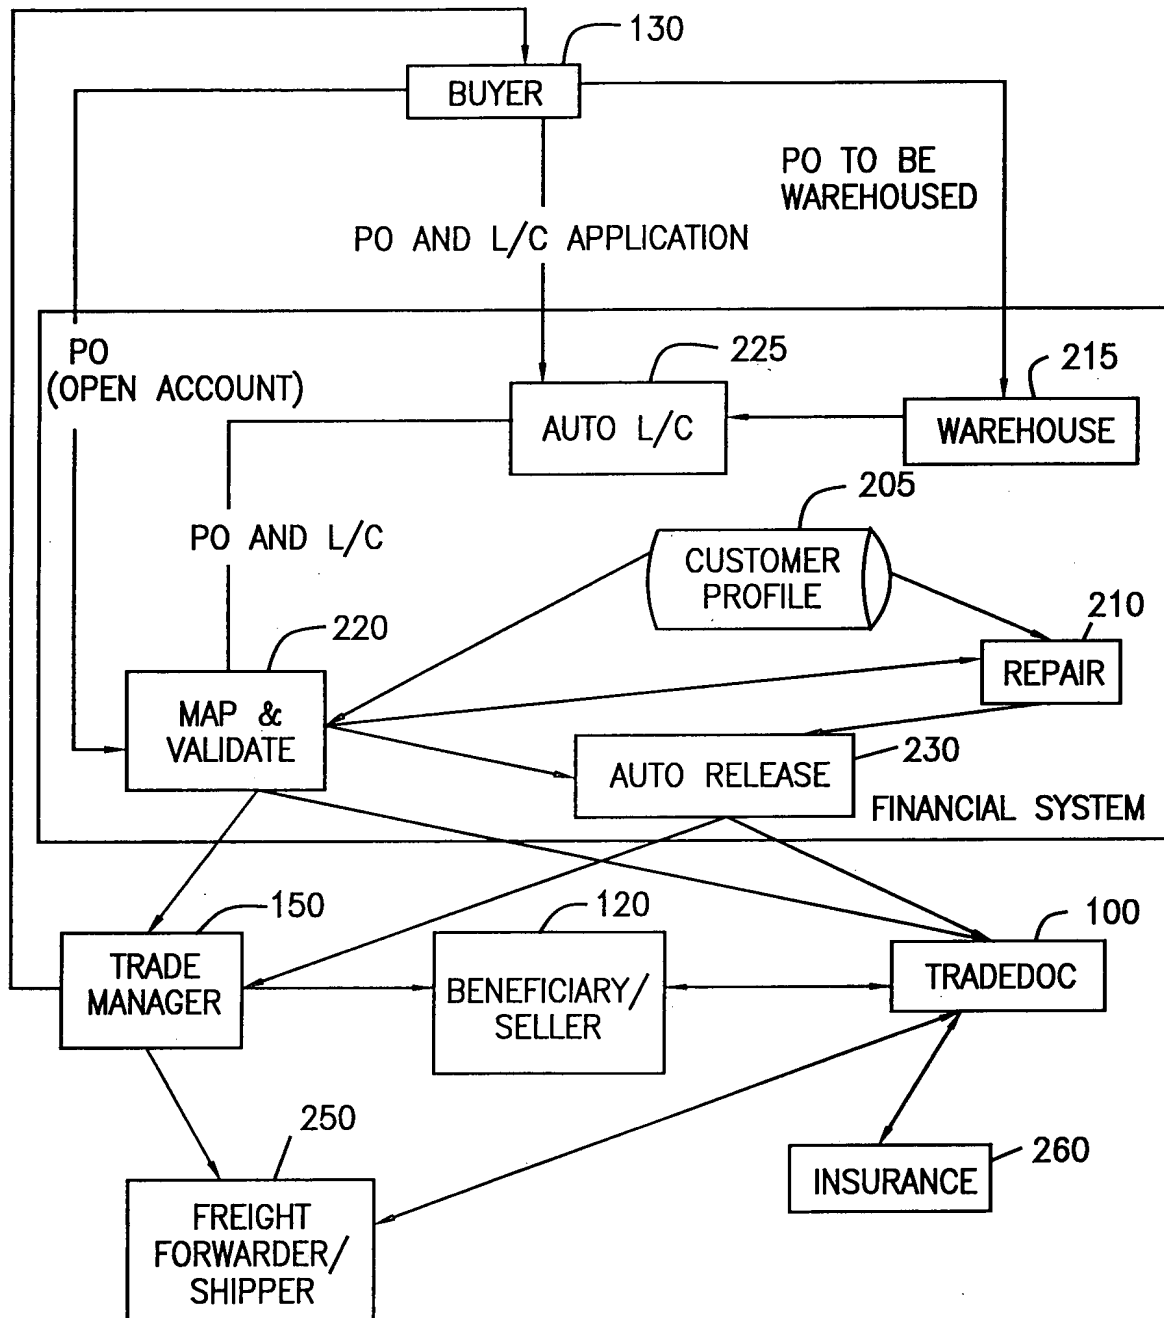 130
BUYER
PO TO BE
WAREHOUSED
PO AND L/C APPLICATION
PO
(OPEN ACCOUNT)
225
215
AUTO L/C
WAREHOUSE
205
PO AND L/C
CUSTOMER
PROFILE
210
220
REPAIR
MAP &
VALIDATE
230
AUTO RELEASE
FINANCIAL SYSTEM
150
120
100
TRADE
MANAGER
BENEFICIARY/
SELLER
TRADEDOC
250
260
INSURANCE
FREIGHT
FORWARDER/
SHIPPER